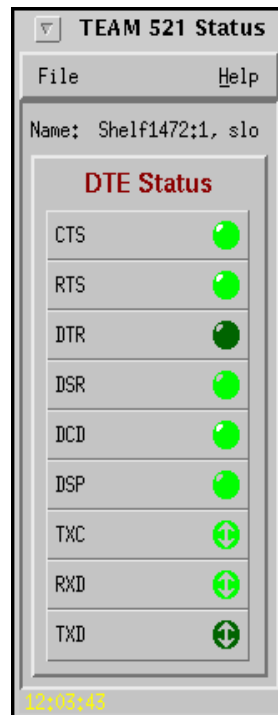 TEAM 521 Status
File Help
Name: Shelf1472:1, slo
DTE Status
CTS
RTS
DTR
DSR
DCD
DSP
TXC
RXD
TXD
12:03:43